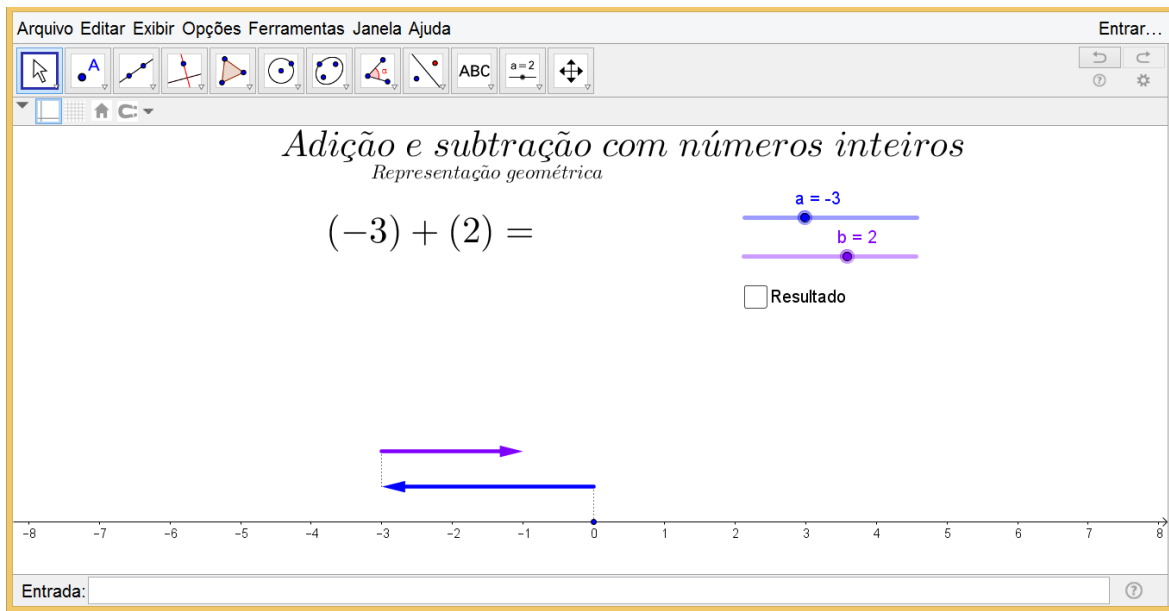 Arquivo Editar Exibir Opções Ferramentas Janela Ajuda Entrar...
A α ABC a=2
Adição e subtração com números inteiros
Representação geométrica
a = -3
(−3) + (2) =
b = 2
Resultado
-8 -7 -6 -5 -4 -3 -2 -1 0 1 2 3 4 5 6 7 8
Entrada: